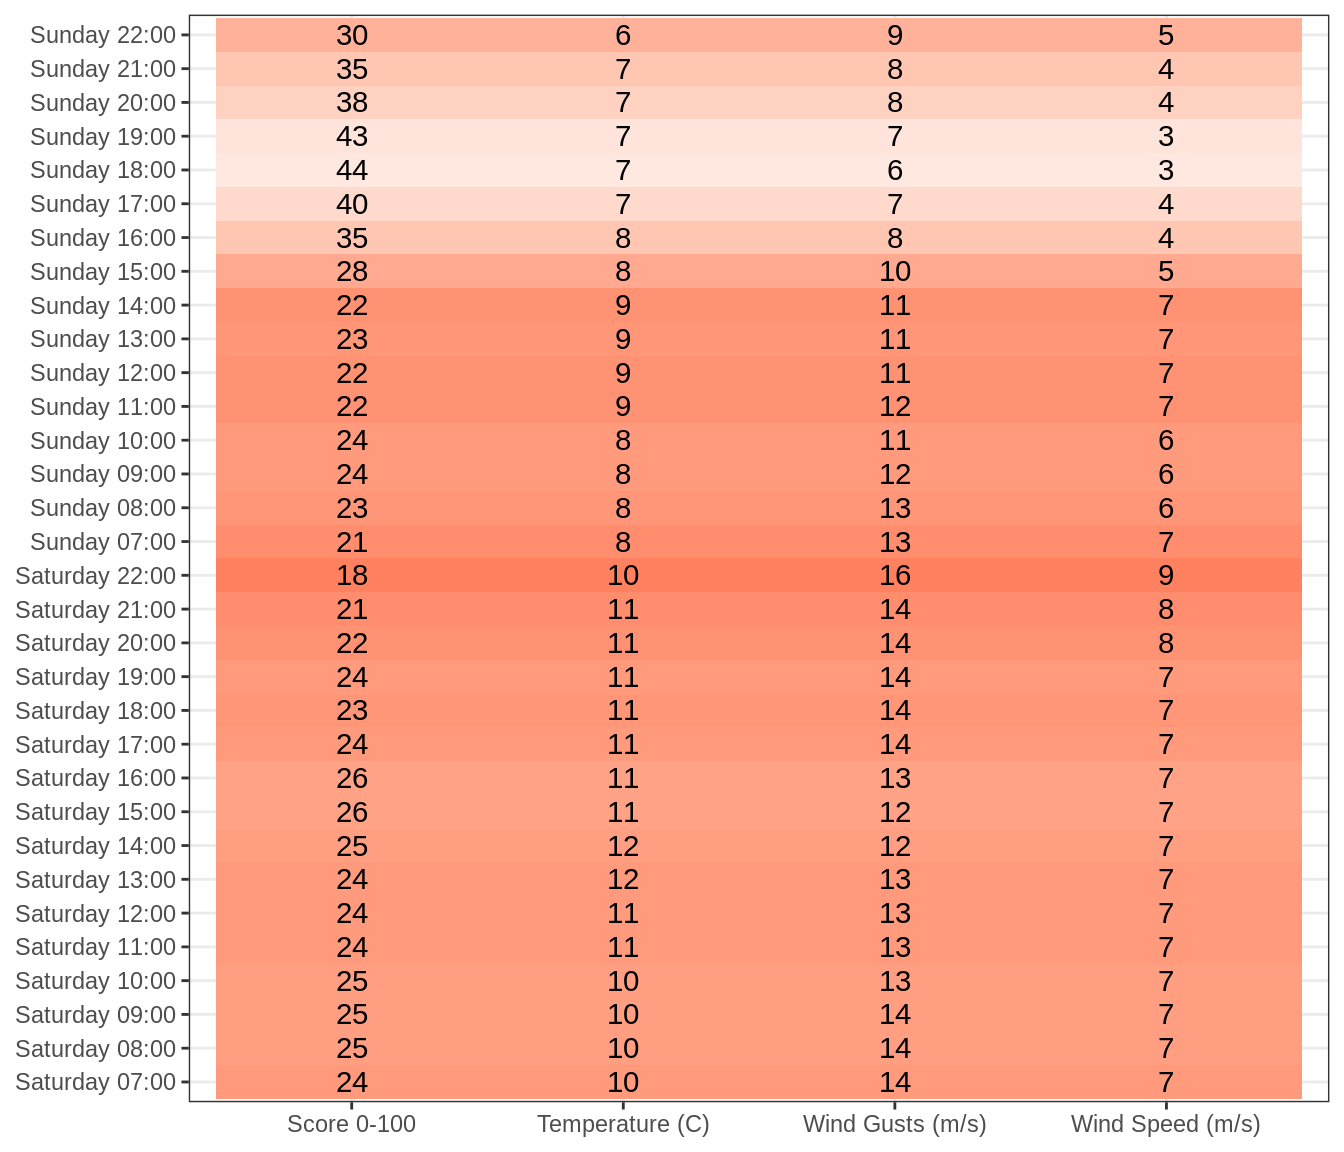 Sunday 22:00 30 6 9 5
Sunday 21:00 35 7 8 4
Sunday 20:00 38 7 8 4
Sunday 19:00 43 7 7 3
Sunday 18:00 44 7 6 3
Sunday 17:00 40 7 7 4
Sunday 16:00 35 8 8 4
Sunday 15:00 28 8 10 5
Sunday 14:00 22 9 11 7
Sunday 13:00 23 9 11 7
Sunday 12:00 22 9 11 7
Sunday 11:00 22 9 12 7
Sunday 10:00 24 8 11 6
Sunday 09:00 24 8 12 6
Sunday 08:00 23 8 13 6
Sunday 07:00 21 8 13 7
Saturday 22:00 18 10 16 9
Saturday 21:00 21 11 14 8
Saturday 20:00 22 11 14 8
Saturday 19:00 24 11 14 7
Saturday 18:00 23 11 14 7
Saturday 17:00 24 11 14 7
Saturday 16:00 26 11 13 7
Saturday 15:00 26 11 12 7
Saturday 14:00 25 12 12 7
Saturday 13:00 24 12 13 7
Saturday 12:00 24 11 13 7
Saturday 11:00 24 11 13 7
Saturday 10:00 25 10 13 7
Saturday 09:00 25 10 14 7
Saturday 08:00 25 10 14 7
Saturday 07:00 24 10 14 7
Score 0-100 Temperature (C) Wind Gusts (m/s) Wind Speed (m/s)